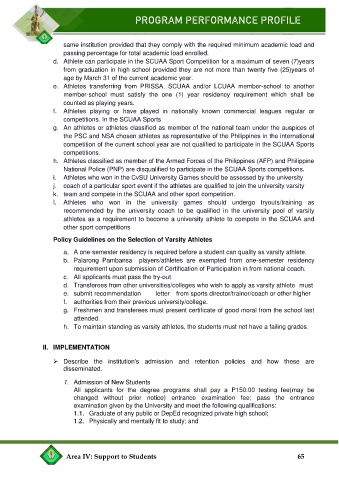 PROGRAM PERFORMANCE PROFILE
same institution provided that they comply with the required minimum academic load and
passing percentage for total academic load enrolled.
d. Athlete can participate in the SCUAA Sport Competition for a maximum of seven (7)years
from graduation in high school provided they are not more than twenty five (25)years of
age by March 31 of the current academic year.
e. Athletes transferring from PRISSA, SCUAA and/or LCUAA member-school to another
member-school must satisfy the one (1) year residency requirement which shall be
counted as playing years.
f. Athletes playing or have played in nationally known commercial leagues regular or
competitions. In the SCUAA Sports
g. An athletes or athletes classified as member of the national team under the auspices of
the PSC and NSA chosen athletes as representative of the Philippines in the international
competition of the current school year are not qualified to participate in the SCUAA Sports
competitions.
h. Athletes classified as member of the Armed Forces of the Philippines (AFP) and Philippine
National Police (PNP) are disqualified to participate in the SCUAA Sports competitions.
i. Athletes who won in the CvSU University Games should be assessed by the university
j. coach of a particular sport event if the athletes are qualified to join the university varsity
k. team and compete in the SCUAA and other sport competition.
l. Athletes who won in the university games should undergo tryouts/training as
recommended by the university coach to be qualified in the university pool of varsity
athletes as a requirement to become a university athlete to compete in the SCUAA and
other sport competitions
Policy Guidelines on the Selection of Varsity Athletes
a. A one-semester residency is required before a student can quality as varsity athlete.
b. Palarong Pambansa players/athletes are exempted from one-semester residency
requirement upon submission of Certification of Participation in from national coach.
c. All applicants must pass the try-out.
d. Transferees from other universities/colleges who wish to apply as varsity athlete must
e. submit recommendation letter from sports director/trainor/coach or other higher
f. authorities from their previous university/college.
g. Freshmen and transferees must present certificate of good moral from the school last
attended.
h. To maintain standing as varsity athletes, the students must not have a failing grades.
II. IMPLEMENTATION
➢ Describe the institution's admission and retention policies and how these are
disseminated.
1. Admission of New Students
All applicants for the degree programs shall pay a P150.00 testing fee(may be
changed without prior notice) entrance examination fee; pass the entrance
examination given by the University and meet the following qualifications:
1.1. Graduate of any public or DepEd recognized private high school;
1.2. Physically and mentally fit to study; and
Area IV: Support to Students 65